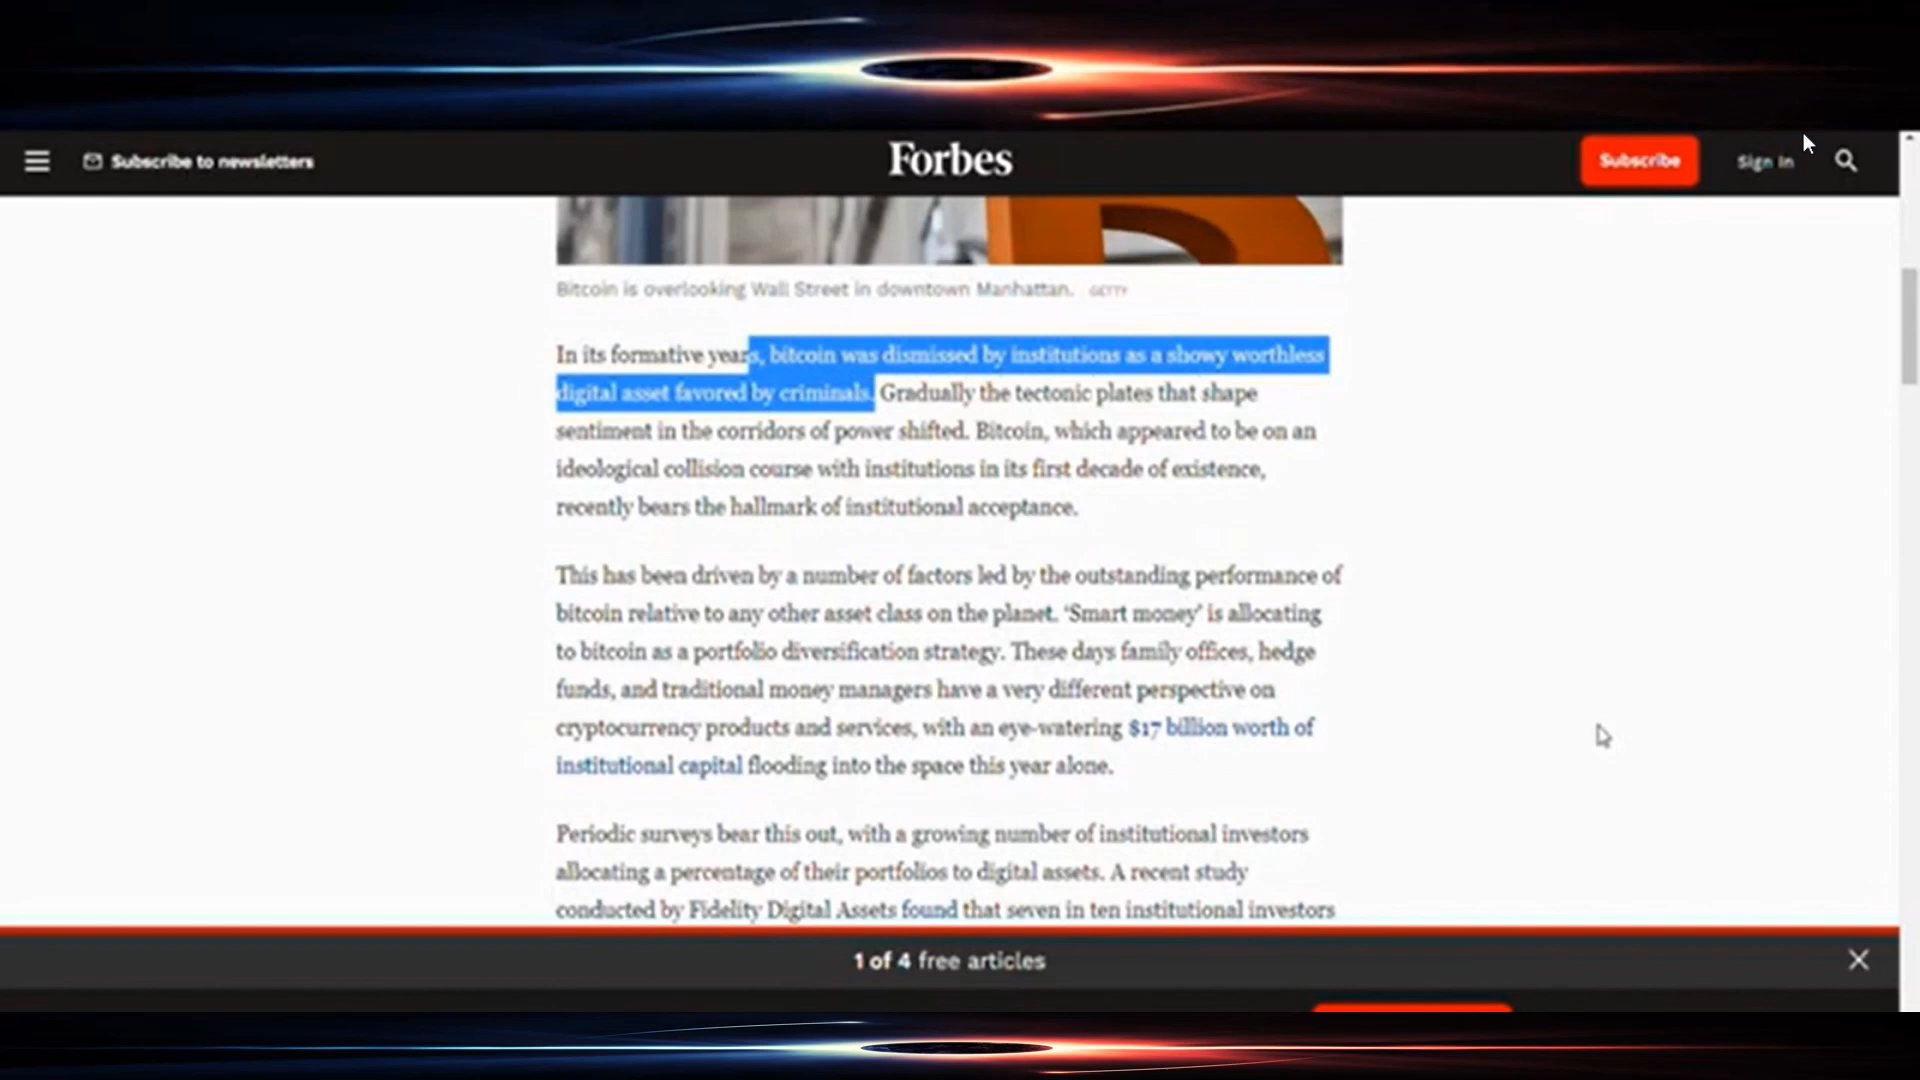 Subscribe to newsletters
Forbes
Subscribe
Sign In
Bitcoin is overlooking Wall Street in downtown Manhattan. GETTY
In its formative years, bitcoin was dismissed by institutions as a showy worthless
digital asset favored by criminals. Gradually the tectonic plates that shape
sentiment in the corridors of power shifted. Bitcoin, which appeared to be on an
ideological collision course with institutions in its first decade of existence,
recently bears the hallmark of institutional acceptance.
This has been driven by a number of factors led by the outstanding performance of
bitcoin relative to any other asset class on the planet. 'Smart money' is allocating
to bitcoin as a portfolio diversification strategy. These days family offices, hedge
funds, and traditional money managers have a very different perspective on
cryptocurrency products and services, with an eye-watering $17 billion worth of
institutional capital flooding into the space this year alone.
Periodic surveys bear this out, with a growing number of institutional investors
allocating a percentage of their portfolios to digital assets. A recent study
conducted by Fidelity Digital Assets found that seven in ten institutional investors
1 of 4 free articles